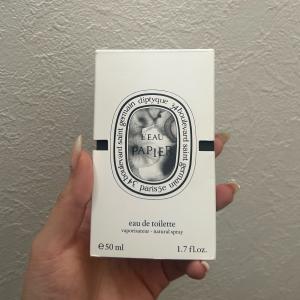 diptyque 34 boulevard saint germain paris 5e 34 boulevard saint germain
L'EAU
PAPIER
eau de toilette
vaporisateur - natural spray
e 50 ml 1.7 fl.oz.